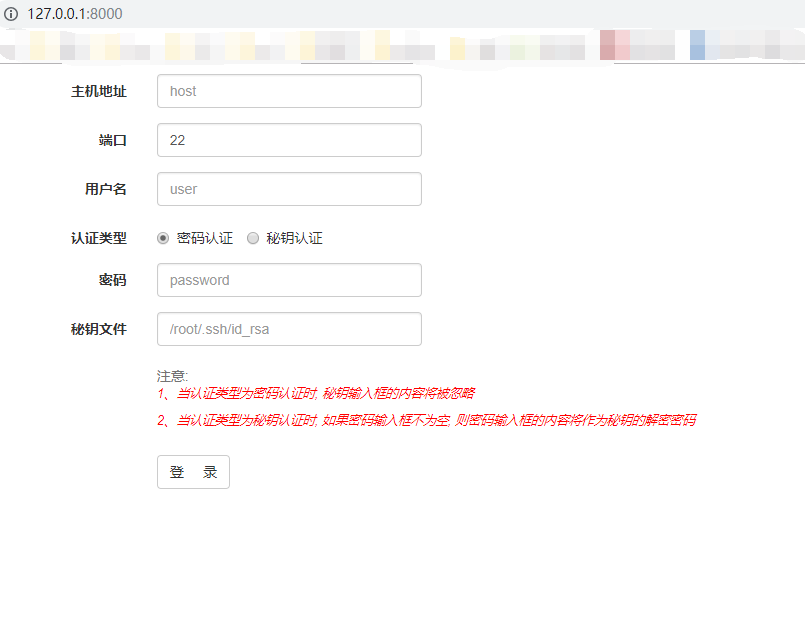 127.0.0.1:8000
主机地址 host
端口 22
用户名 user
认证类型 密码认证 秘钥认证
密码 password
秘钥文件 /root/.ssh/id_rsa
注意:
1、当认证类型为密码认证时, 秘钥输入框的内容将被忽略
2、当认证类型为秘钥认证时, 如果密码输入框不为空, 则密码输入框的内容将作为秘钥的解密密码
登 录